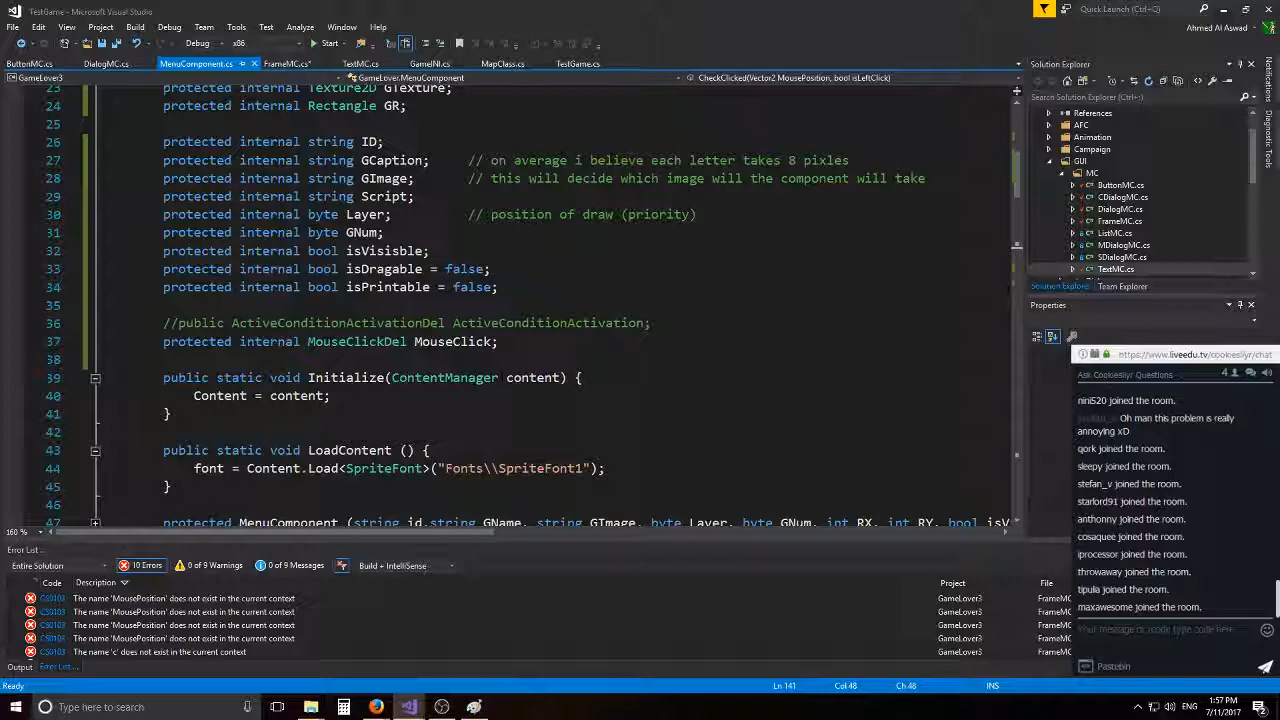 TestGame - Microsoft Visual Studio
Quick Launch (Ctrl+Q)
File Edit View Project Build Debug Team Tools Test Analyze Window Help
Ahmed Al Aswad
Debug x86 Start
ButtonMC.cs DialogMC.cs MenuComponent.cs FrameMC.cs* TextMC.cs GameINI.cs MapClass.cs TestGame.cs
GameLover3 GameLover.MenuComponent CheckClicked(Vector2 MousePosition, bool isLeftClick)
23 protected internal Texture2D GTexture;
24 protected internal Rectangle GR;
25
26 protected internal string ID;
27 protected internal string GCaption; // on average i believe each letter takes 8 pixles
28 protected internal string GImage; // this will decide which image will the component will take
29 protected internal string Script;
30 protected internal byte Layer; // position of draw (priority)
31 protected internal byte GNum;
32 protected internal bool isVisisble;
33 protected internal bool isDragable = false;
34 protected internal bool isPrintable = false;
35
36 //public ActiveConditionActivationDel ActiveConditionActivation;
37 protected internal MouseClickDel MouseClick;
38
39 public static void Initialize(ContentManager content) {
40 Content = content;
41 }
42
43 public static void LoadContent () {
44 font = Content.Load<SpriteFont>("Fonts\\SpriteFont1");
45 }
46
47 protected MenuComponent (string id,string GName, string GImage, byte Layer, byte GNum, int RX, int RY, bool isV
160 %
Error List ...
Entire Solution 10 Errors 0 of 9 Warnings 0 of 9 Messages Build + IntelliSense
Code Description Project File
CS0103 The name 'MousePosition' does not exist in the current context GameLover3 FrameMC
CS0103 The name 'MousePosition' does not exist in the current context GameLover3 FrameMC
CS0103 The name 'MousePosition' does not exist in the current context GameLover3 FrameMC
CS0103 The name 'MousePosition' does not exist in the current context GameLover3 FrameMC
CS0103 The name 'c' does not exist in the current context GameLover3 FrameMC
Output Error List ...
Ready Ln 141 Col 48 Ch 48 INS
Solution Explorer
Search Solution Explorer (Ctrl+;)
References
AFC
Animation
Campaign
GUI
MC
ButtonMC.cs
CDialogMC.cs
DialogMC.cs
FrameMC.cs
ListMC.cs
MDialogMC.cs
SDialogMC.cs
TextMC.cs
Solution Explorer Team Explorer
Properties
Notifications
Diagnostic Tools
https://www.liveedu.tv/cookiesliyr/chat
Ask Cookiesliyr Questions 4
nini520 joined the room.
Oh man this problem is really
annoying xD
qork joined the room.
sleepy joined the room.
stefan_v joined the room.
starlord91 joined the room.
anthonny joined the room.
cosaquee joined the room.
iprocessor joined the room.
throwaway joined the room.
tipula joined the room.
maxawesome joined the room.
Your message or /code type code here
Pastebin
Type here to search
ENG
1:57 PM
7/11/2017
2